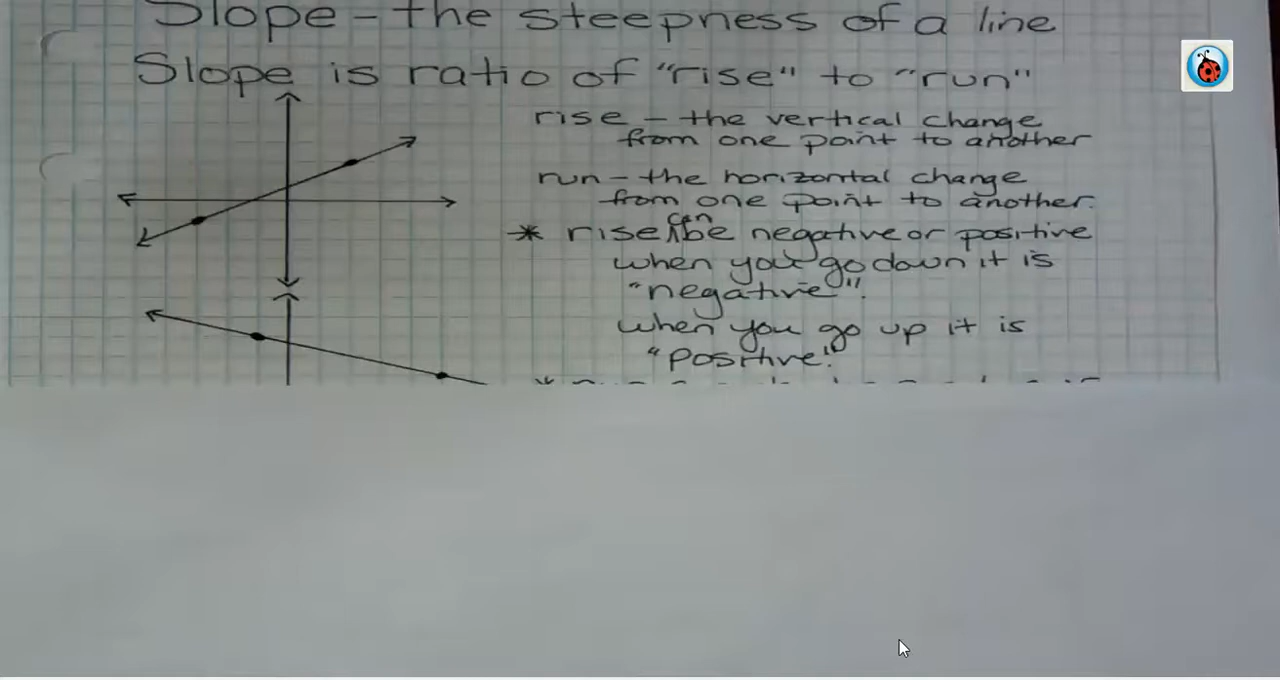 Slope - the steepness of a line
Slope is ratio of "rise" to "run"
rise - the vertical change
from one point to another
run - the horizontal change
from one point to another.
* rise can be negative or positive
when you go down it is
"negative".
when you go up it is
"positive".